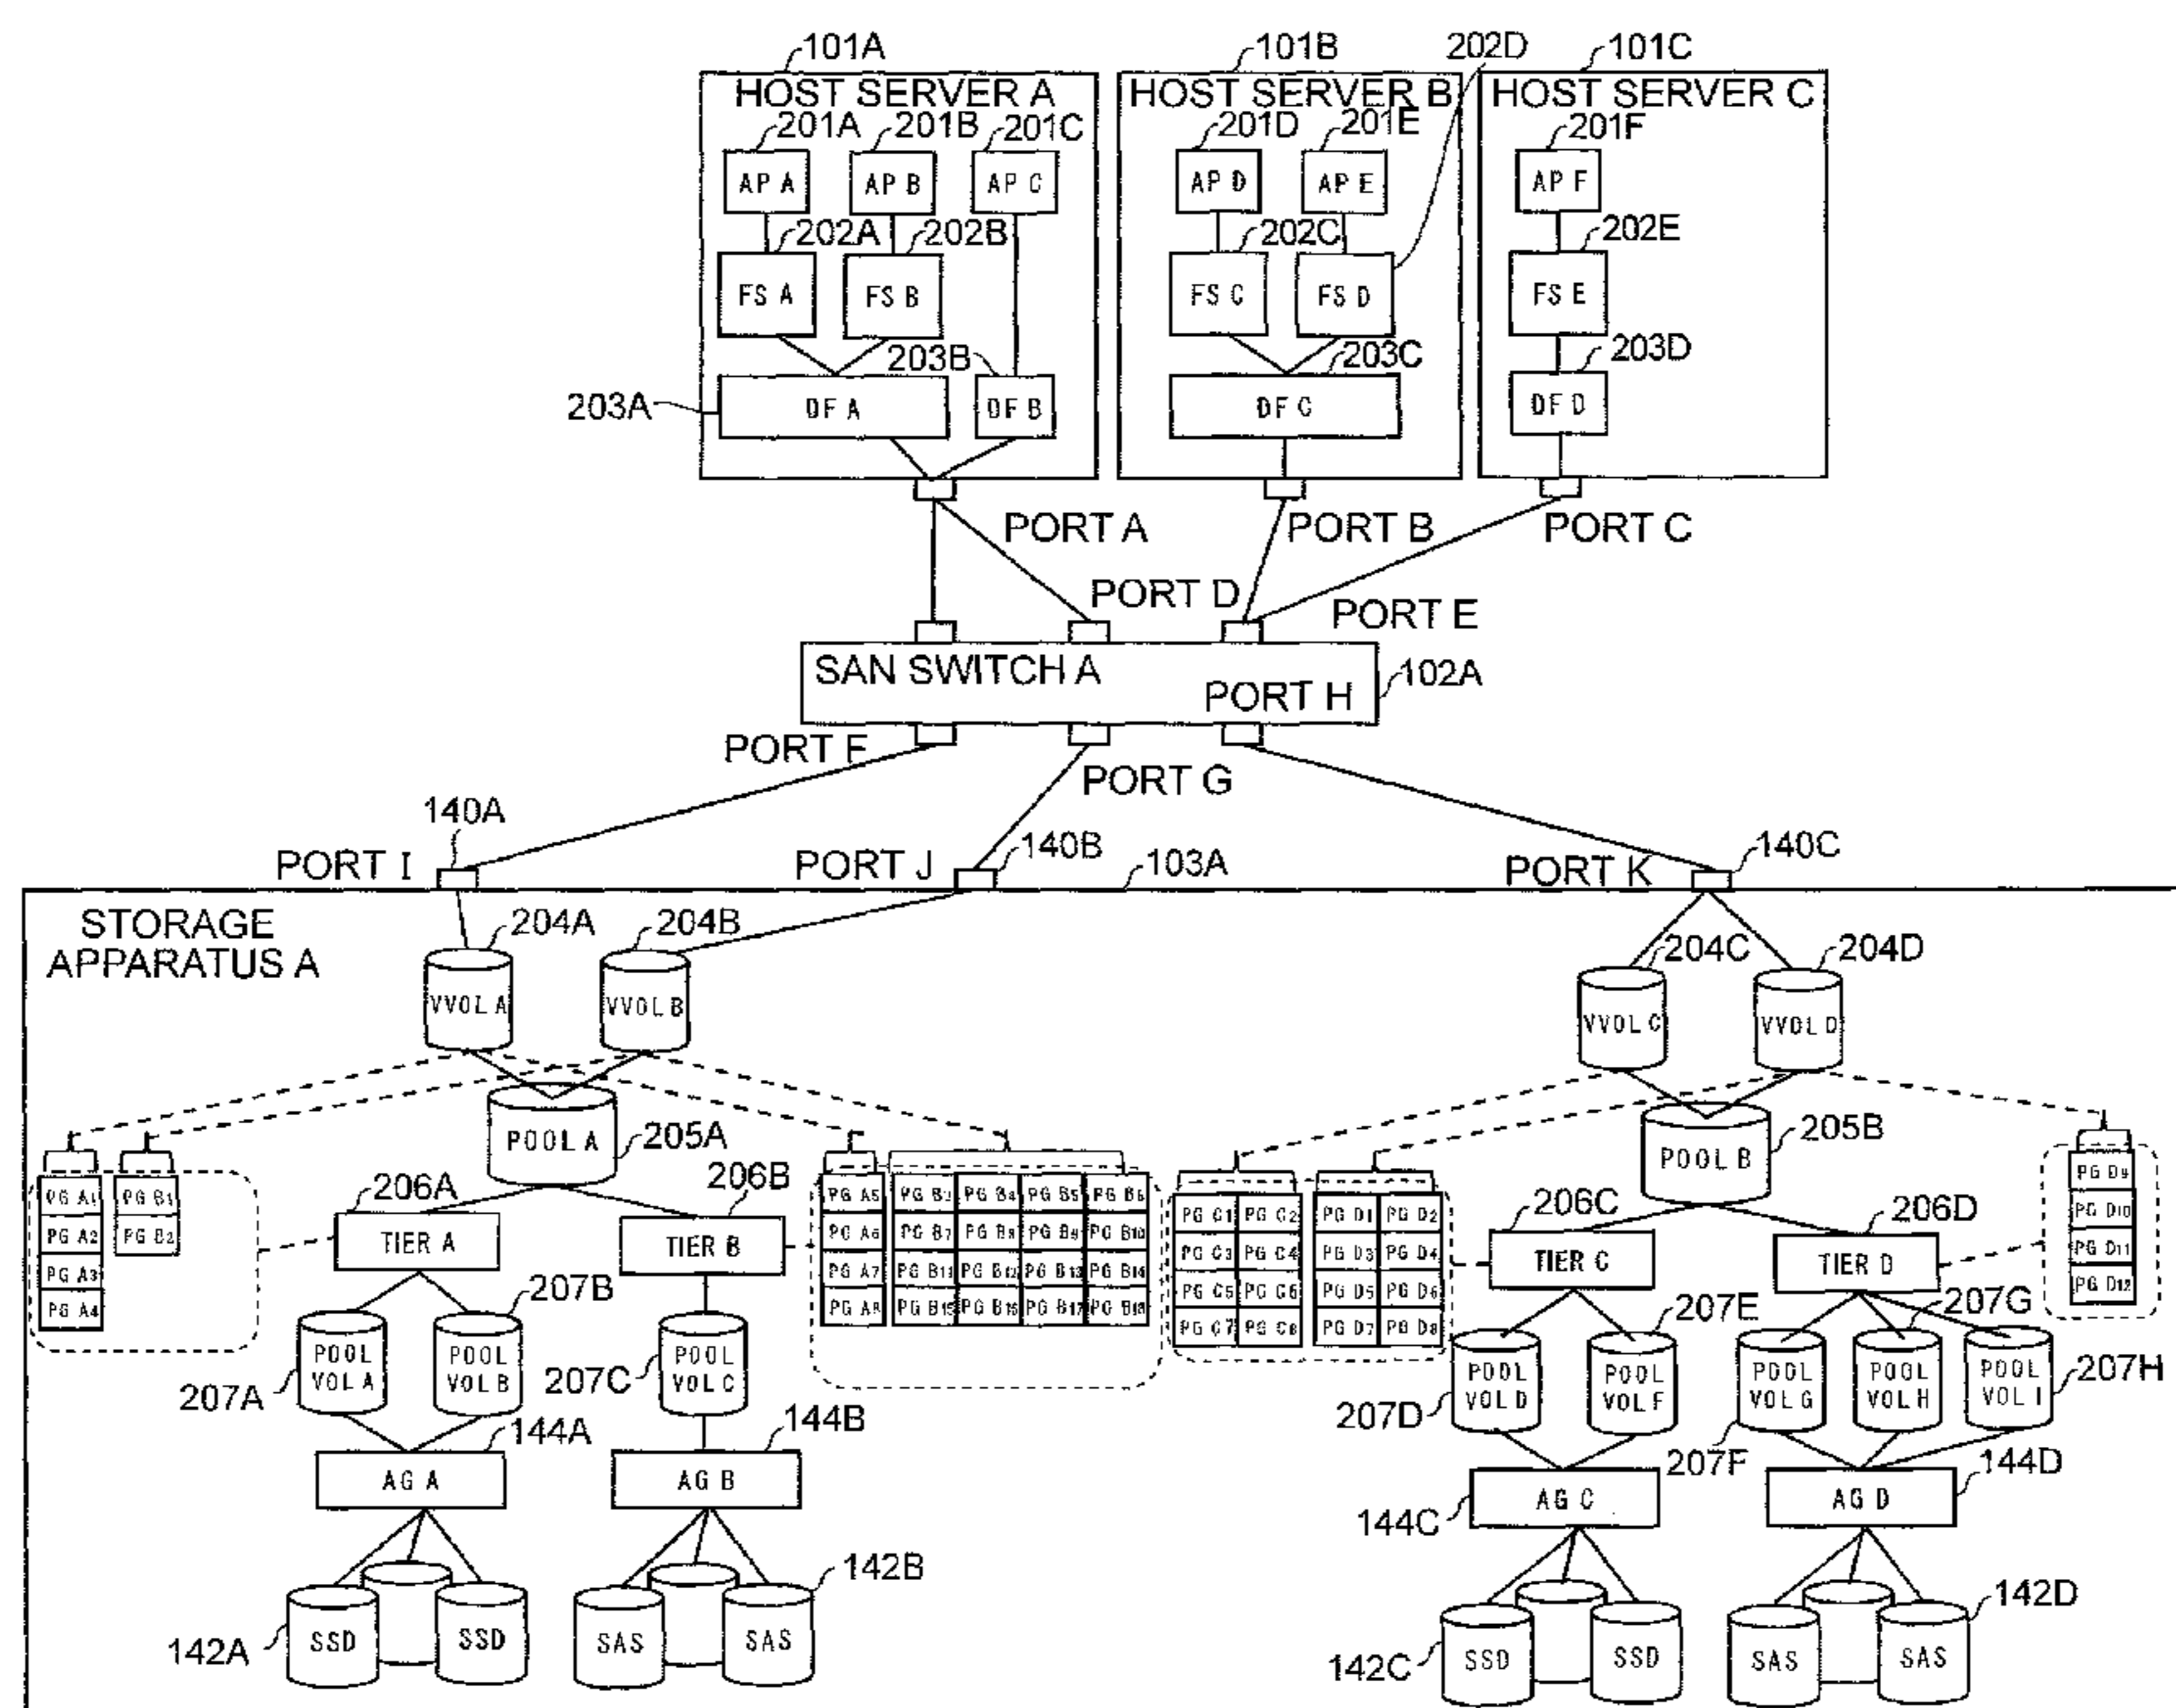 101A 101B 202D 101C
HOST SERVER A HOST SERVER B HOST SERVER C
201A 201B 201C 201D 201E 201F
AP A AP B AP C AP D AP E AP F
202A 202B 202C 202E
FS A FS B FS C FS D FS E
203B 203C 203D
203A DF A DF B DF C DF D
PORT A PORT B PORT C
PORT D PORT E
SAN SWITCH A 102A
PORT H
PORT F
PORT G
140A
PORT I PORT J 140B 103A PORT K 140C
STORAGE
APPARATUS A
204A 204B 204C 204D
VVOL A VVOL B VVOL C VVOL D
POOL A 205A POOL B 205B
206A 206B 206C 206D
TIER A TIER B TIER C TIER D
PG A1 PG B1
PG A2 PG B2
PG A3
PG A4
PG A5 PG B3 PG B4 PG B5 PG B6
PG A6 PG B7 PG B8 PG B9 PG B10
PG A7 PG B11 PG B12 PG B13 PG B14
PG A8 PG B15 PG B16 PG B17 PG B18
PG C1 PG C2 PG D1 PG D2
PG C3 PG C4 PG D3 PG D4
PG C5 PG C6 PG D5 PG D6
PG C7 PG C8 PG D7 PG D8
PG D9
PG D10
PG D11
PG D12
207B 207E 207G
POOL VOL A POOL VOL B POOL VOL C POOL VOL D POOL VOL F POOL VOL G POOL VOL H POOL VOL I
207A 207C 207D 207F 207H
144A 144B 144C 144D
AG A AG B AG C AG D
142A 142B 142C 142D
SSD SSD SAS SAS SSD SSD SAS SAS